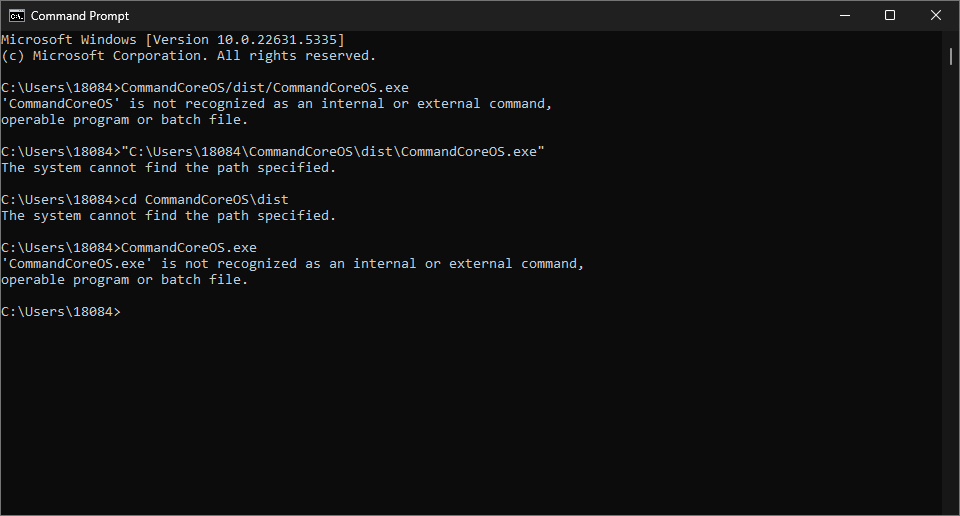 Command Prompt
Microsoft Windows [Version 10.0.22631.5335]
(c) Microsoft Corporation. All rights reserved.
C:\Users\18084>CommandCoreOS/dist/CommandCoreOS.exe
'CommandCoreOS' is not recognized as an internal or external command,
operable program or batch file.
C:\Users\18084>"C:\Users\18084\CommandCoreOS\dist\CommandCoreOS.exe"
The system cannot find the path specified.
C:\Users\18084>cd CommandCoreOS\dist
The system cannot find the path specified.
C:\Users\18084>CommandCoreOS.exe
'CommandCoreOS.exe' is not recognized as an internal or external command,
operable program or batch file.
C:\Users\18084>